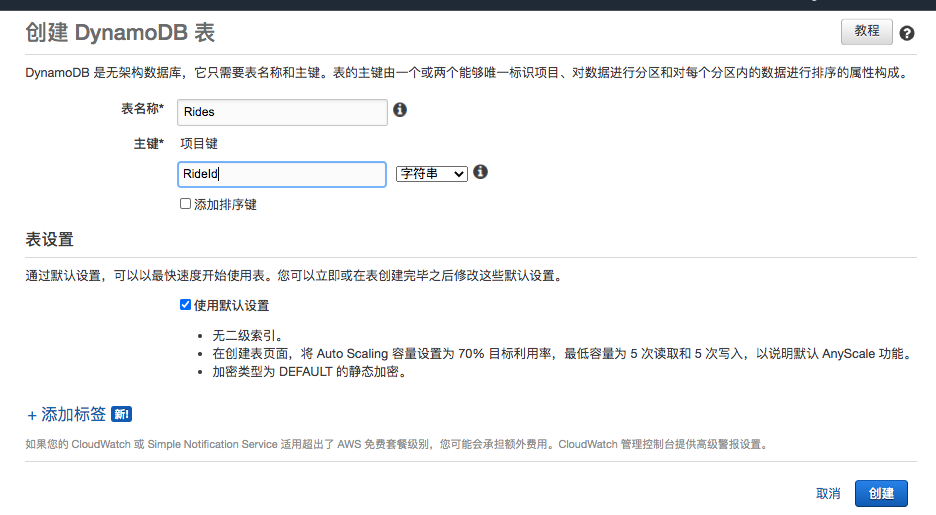 创建 DynamoDB 表
教程
DynamoDB 是无架构数据库，它只需要表名称和主键。表的主键由一个或两个能够唯一标识项目、对数据进行分区和对每个分区内的数据进行排序的属性构成。
表名称* Rides
主键* 项目键
RideId 字符串
添加排序键
表设置
通过默认设置，可以以最快速度开始使用表。您可以立即或在表创建完毕之后修改这些默认设置。
使用默认设置
• 无二级索引。
• 在创建表页面，将 Auto Scaling 容量设置为 70% 目标利用率，最低容量为 5 次读取和 5 次写入，以说明默认 AnyScale 功能。
• 加密类型为 DEFAULT 的静态加密。
+ 添加标签 新!
如果您的 CloudWatch 或 Simple Notification Service 适用超出了 AWS 免费套餐级别，您可能会承担额外费用。CloudWatch 管理控制台提供高级警报设置。
取消 创建